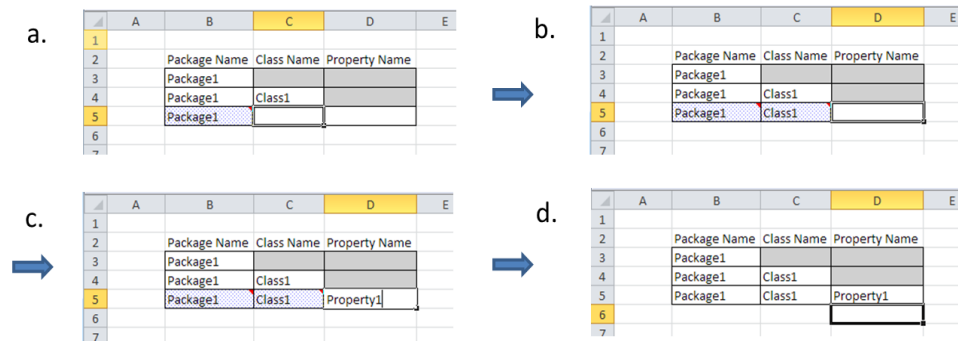 a.
A B C D E
1
2 Package Name Class Name Property Name
3 Package1
4 Package1 Class1
5 Package1
6
7
b.
A B C D E
1
2 Package Name Class Name Property Name
3 Package1
4 Package1 Class1
5 Package1 Class1
6
7
c.
A B C D E
1
2 Package Name Class Name Property Name
3 Package1
4 Package1 Class1
5 Package1 Class1 Property1
6
7
d.
A B C D E
1
2 Package Name Class Name Property Name
3 Package1
4 Package1 Class1
5 Package1 Class1 Property1
6
7